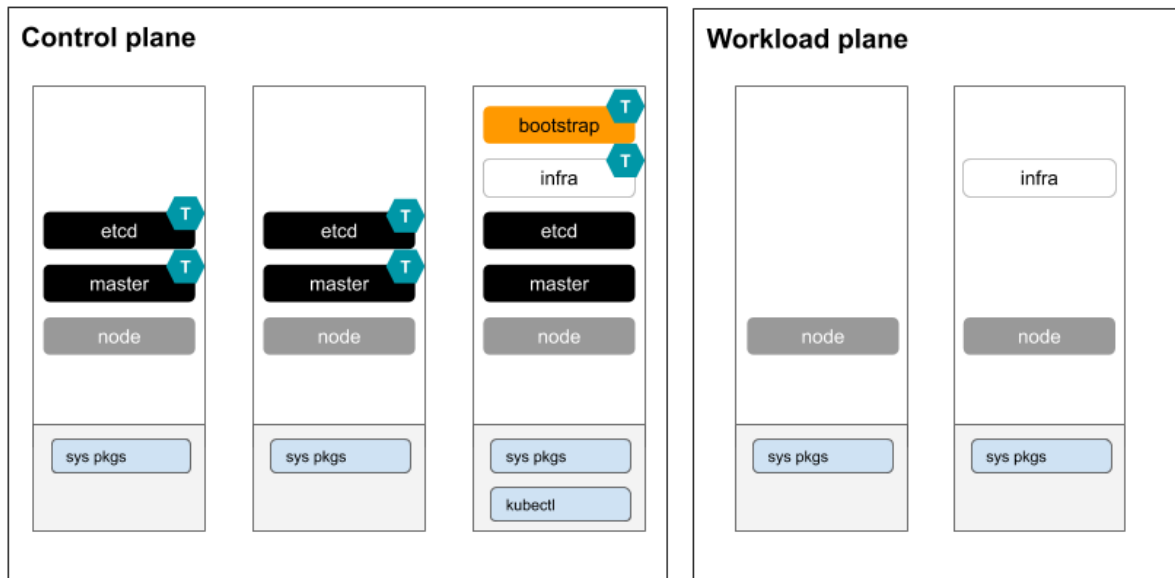 Control plane
T
etcd
T
master
node
sys pkgs
T
etcd
T
master
node
sys pkgs
T
bootstrap
T
infra
etcd
master
node
sys pkgs
kubectl
Workload plane
node
sys pkgs
infra
node
sys pkgs